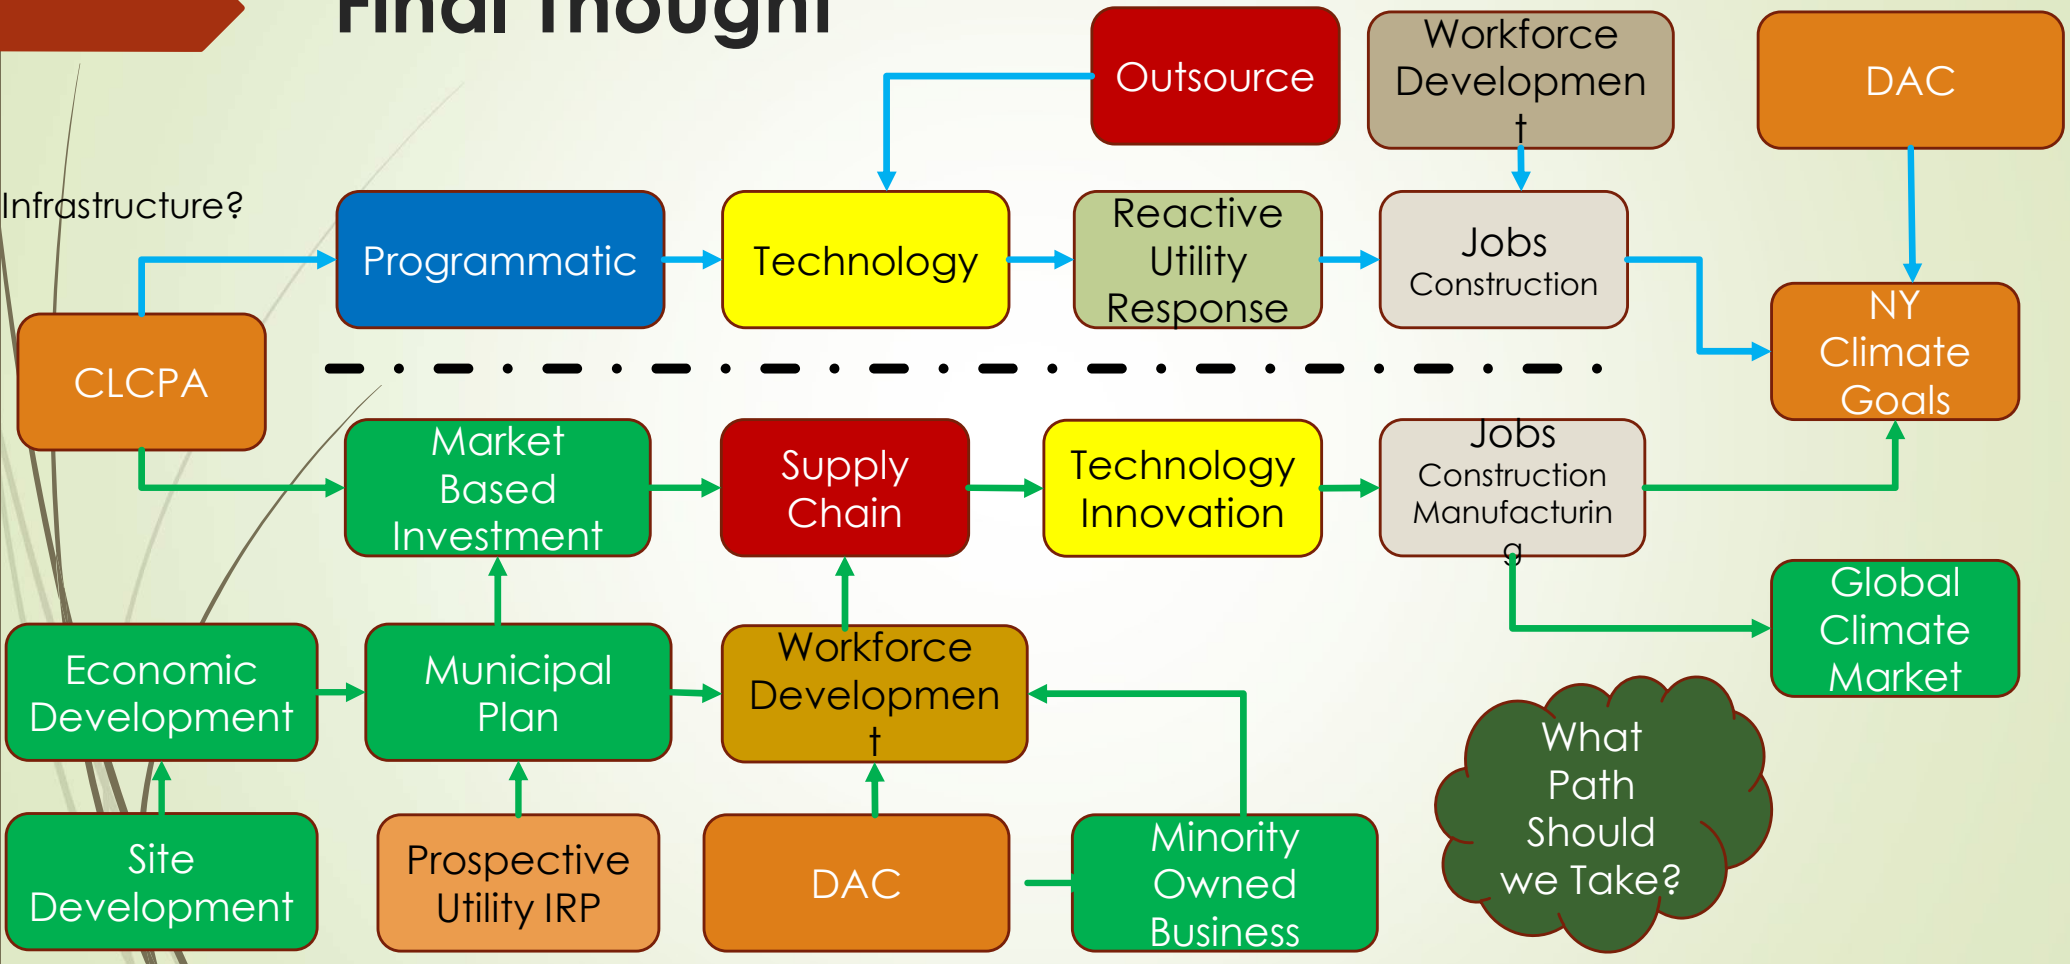 Final Thought
Outsource
Workforce
Developmen
t
DAC
Infrastructure?
Programmatic
Technology
Reactive
Utility
Response
Jobs
Construction
NY
Climate
Goals
CLCPA
Market
Based
Investment
Supply
Chain
Technology
Innovation
Jobs
Construction
Manufacturin
g
Global
Climate
Market
Economic
Development
Municipal
Plan
Workforce
Developmen
t
What
Path
Should
we Take?
Site
Development
Prospective
Utility IRP
DAC
Minority
Owned
Business